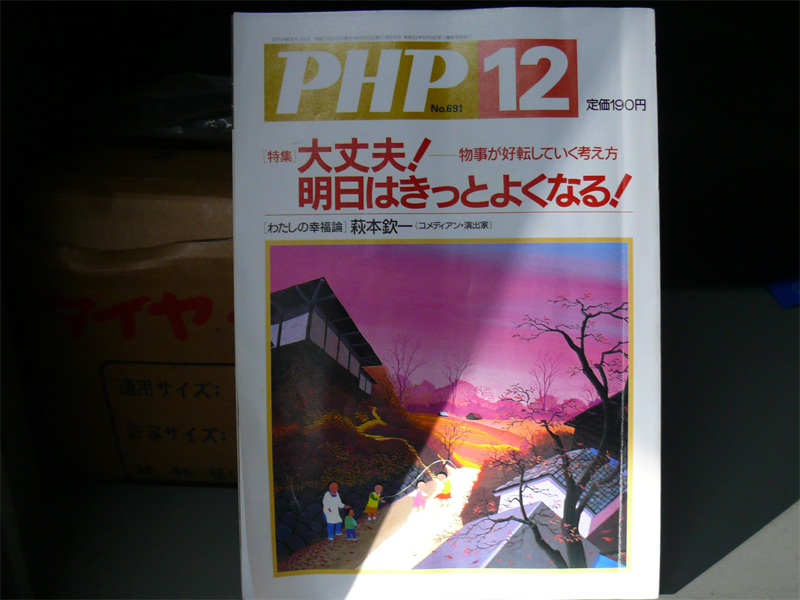 PHP 12
No.691
定価190円
[特集] 大丈夫！――物事が好転していく考え方
明日はきっとよくなる！
[わたしの幸福論] 萩本欽一（コメディアン・演出家）
タイヤ
適用サイズ：
許容サイズ：